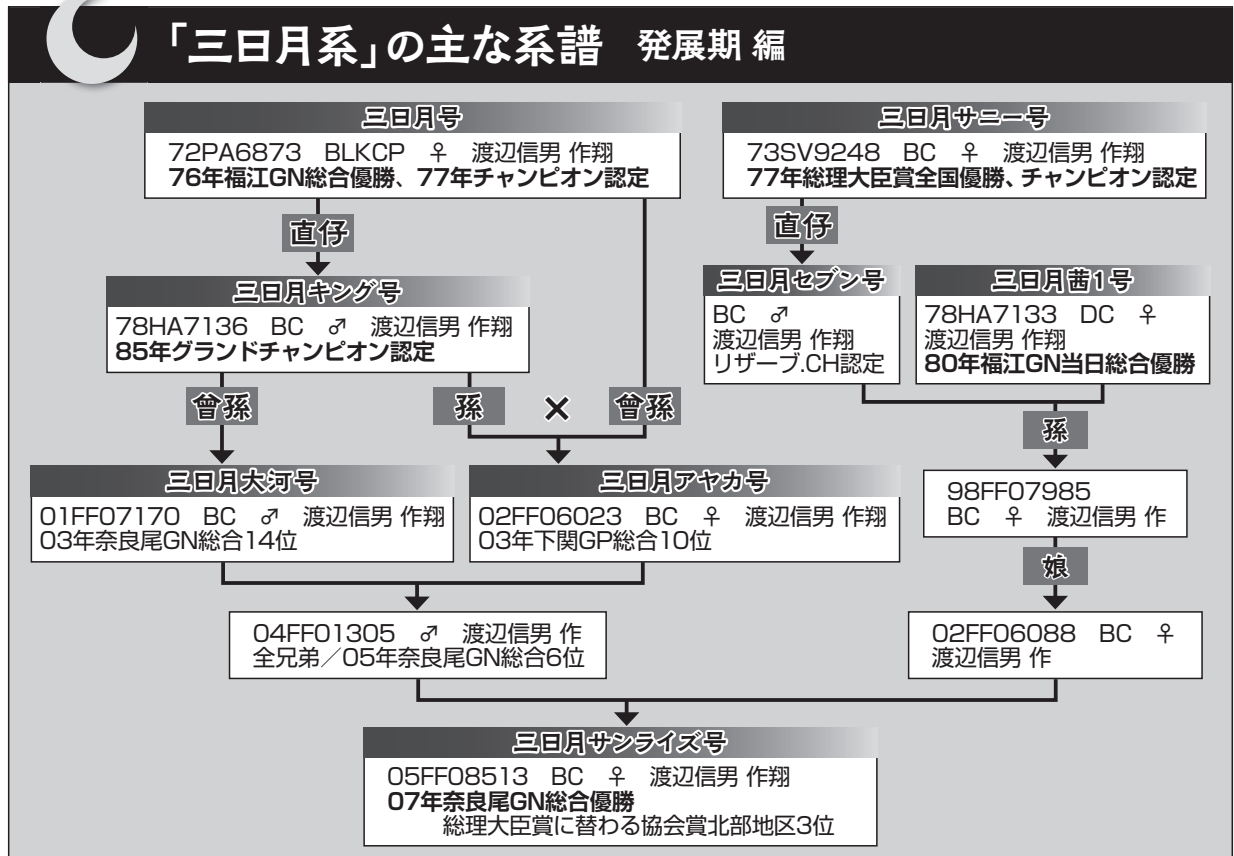 「三日月系」の主な系譜 発展期 編
三日月号
72PA6873 BLKCP ♀ 渡辺信男 作翔
76年福江GN総合優勝、77年チャンピオン認定
三日月サニー号
73SV9248 BC ♀ 渡辺信男 作翔
77年総理大臣賞全国優勝、チャンピオン認定
直仔
直仔
三日月キング号
78HA7136 BC ♂ 渡辺信男 作翔
85年グランドチャンピオン認定
三日月セブン号
BC ♂
渡辺信男 作翔
リザーブ.CH認定
三日月茜1号
78HA7133 DC ♀
渡辺信男 作翔
80年福江GN当日総合優勝
曾孫
孫 × 曾孫
孫
三日月大河号
01FF07170 BC ♂ 渡辺信男 作翔
03年奈良尾GN総合14位
三日月アヤカ号
02FF06023 BC ♀ 渡辺信男 作翔
03年下関GP総合10位
98FF07985
BC ♀ 渡辺信男 作
娘
04FF01305 ♂ 渡辺信男 作
全兄弟／05年奈良尾GN総合6位
02FF06088 BC ♀
渡辺信男 作
三日月サンライズ号
05FF08513 BC ♀ 渡辺信男 作翔
07年奈良尾GN総合優勝
総理大臣賞に替わる協会賞北部地区3位